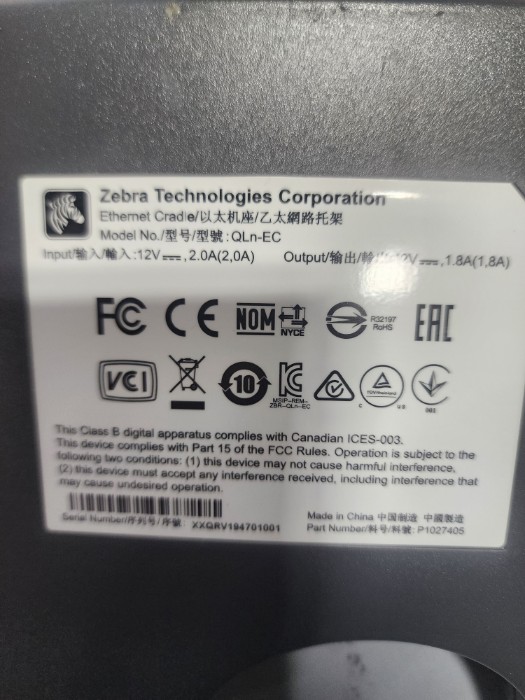 Zebra Technologies Corporation
Ethernet Cradle/以太机座/乙太網路托架
Model No./型号/型號: QLn-EC
Input/输入/輸入:12V⎓, 2.0A(2,0A) Output/输出/輸出:12V⎓, 1.8A(1,8A)
FC CE NOM NYCE R32197 RoHS EAC
VCI 10 KC MSIP-REM-ZBR-QLn-EC
This Class B digital apparatus complies with Canadian ICES-003.
This device complies with Part 15 of the FCC Rules. Operation is subject to the
following two conditions: (1) this device may not cause harmful interference.
(2) this device must accept any interference received, including interference that
may cause undesired operation.
Serial Number/序列号/序號: XXQRV194701001
Made in China 中国制造 中國製造
Part Number/料号/料號: P1027405